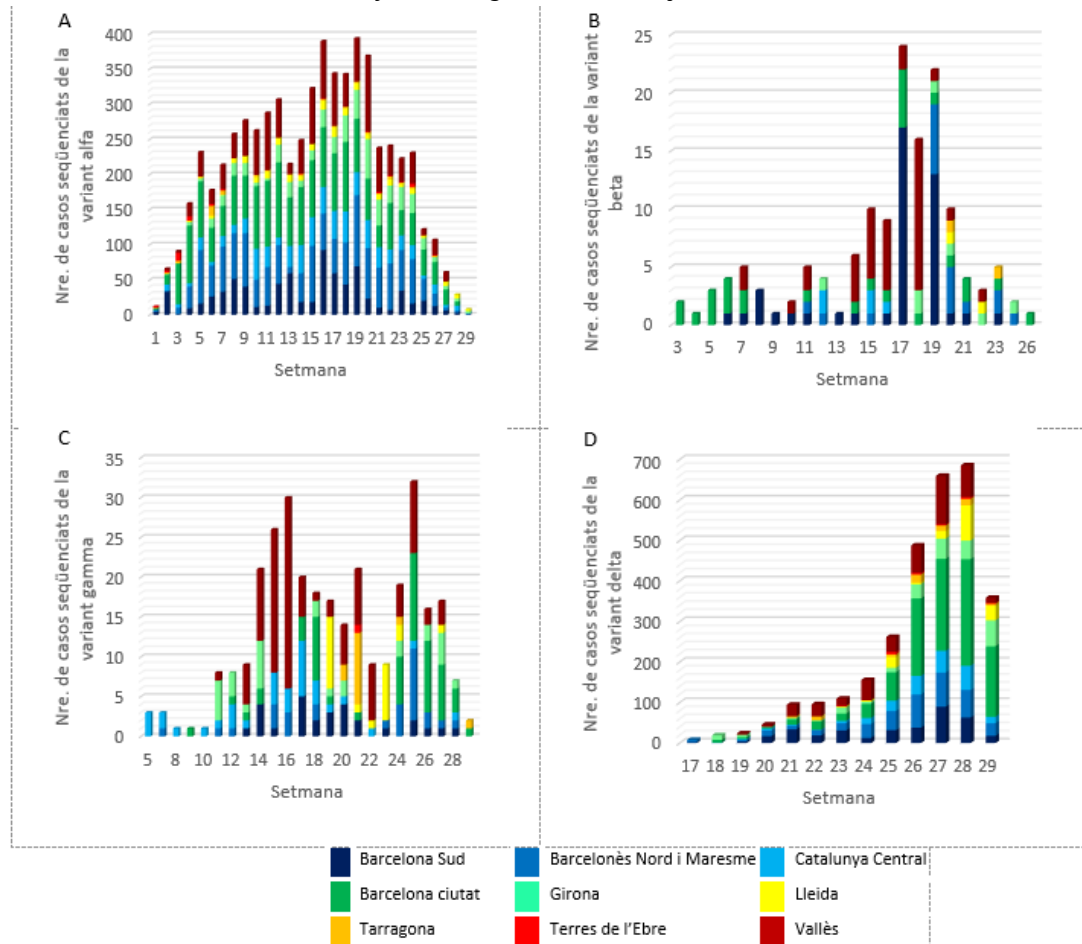 A
Nre. de casos seqüenciats de la
variant alfa
400
350
300
250
200
150
100
50
0
1 3 5 7 9 11 13 15 17 19 21 23 25 27 29
Setmana
B
Nre. de casos seqüenciats de la variant
beta
25
20
15
10
5
0
3 5 7 9 11 13 15 17 19 21 23 26
Setmana
C
Nre. de casos seqüenciats de la
variant gamma
35
30
25
20
15
10
5
0
5 8 10 12 14 16 18 20 22 24 26 28
Setmana
D
Nre. de casos seqüenciats de la
variant delta
700
600
500
400
300
200
100
0
17 18 19 20 21 22 23 24 25 26 27 28 29
Setmana
Barcelona Sud Barcelonès Nord i Maresme Catalunya Central
Barcelona ciutat Girona Lleida
Tarragona Terres de l'Ebre Vallès